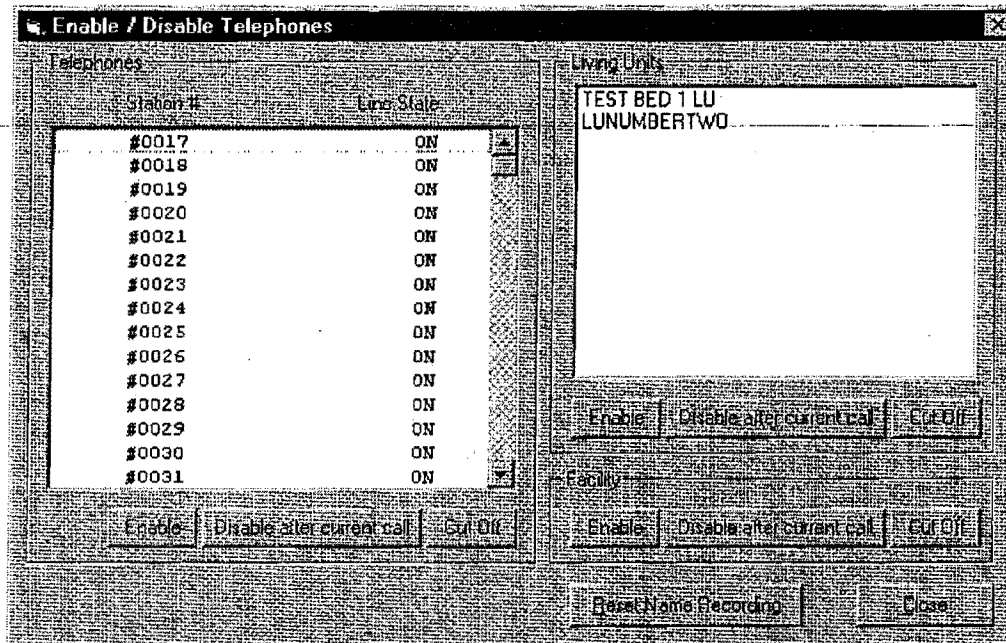 Enable / Disable Telephones
Telephones
Station # Line State
#0017 ON
#0018 ON
#0019 ON
#0020 ON
#0021 ON
#0022 ON
#0023 ON
#0024 ON
#0025 ON
#0026 ON
#0027 ON
#0028 ON
#0029 ON
#0030 ON
#0031 ON
Enable Disable after current call Cut Off
Living Units
TEST BED 1 LU
LUNUMBERTWO
Enable Disable after current call Cut Off
Facility
Enable Disable after current call Cut Off
Reset Name Recording Close